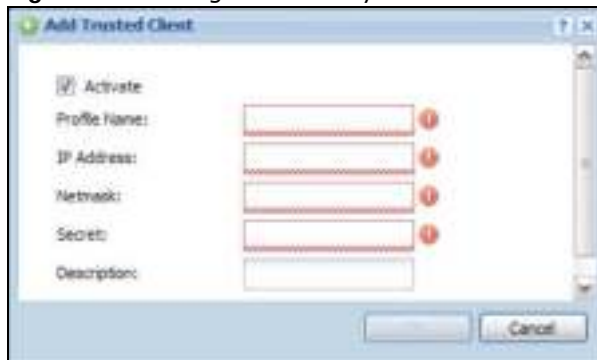 Add Trusted Client
Activate
Profile Name:
IP Address:
Netmask:
Secret:
Description:
Cancel